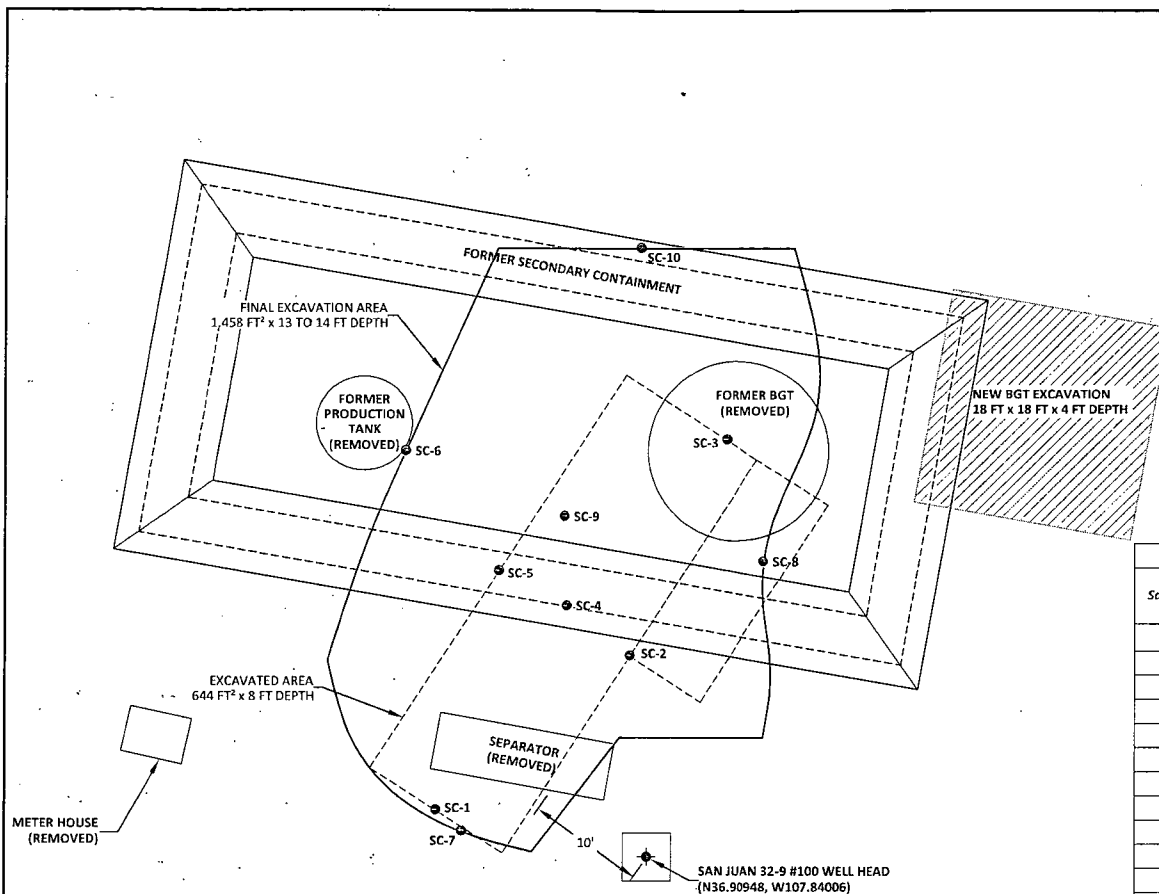 SC-10
FORMER SECONDARY CONTAINMENT
FINAL EXCAVATION AREA
1,458 FT² x 13 TO 14 FT DEPTH
FORMER
PRODUCTION
TANK
(REMOVED)
FORMER BGT
(REMOVED)
NEW BGT EXCAVATION
18 FT x 18 FT x 4 FT DEPTH
SC-3
SC-6
SC-9
SC-8
SC-5
SC-4
SC-2
EXCAVATED AREA
644 FT² x 8 FT DEPTH
SEPARATOR
(REMOVED)
METER HOUSE
(REMOVED)
SC-1
SC-7
10'
SAN JUAN 32-9 #100 WELL HEAD
(N36.90948, W107.84006)